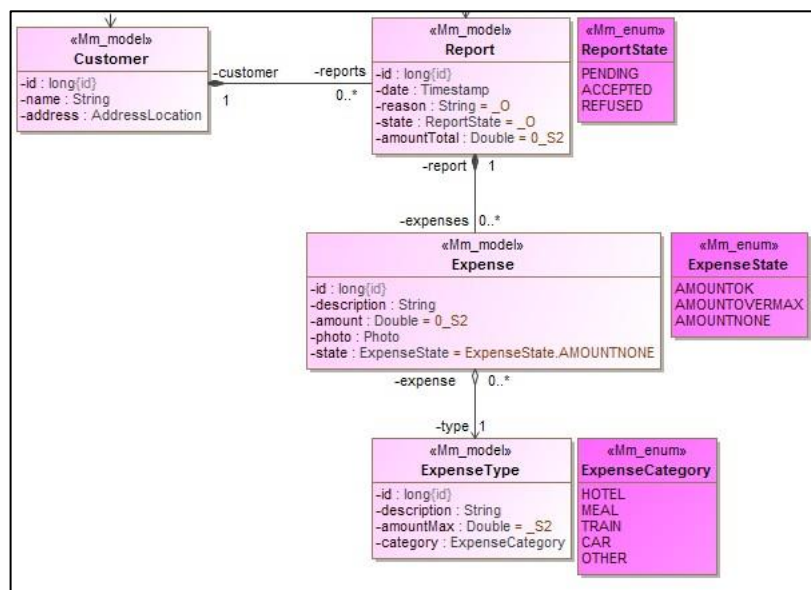 «Mm_model»
Customer
-id : long{id}
-name : String
-address : AddressLocation
-customer
1
-reports
0..*
«Mm_model»
Report
-id : long{id}
-date : Timestamp
-reason : String = _O
-state : ReportState = _O
-amountTotal : Double = 0_S2
«Mm_enum»
ReportState
PENDING
ACCEPTED
REFUSED
-report
1
-expenses
0..*
«Mm_model»
Expense
-id : long{id}
-description : String
-amount : Double = 0_S2
-photo : Photo
-state : ExpenseState = ExpenseState.AMOUNTNONE
«Mm_enum»
ExpenseState
AMOUNTOK
AMOUNTOVERMAX
AMOUNTNONE
-expense
0..*
-type
1
«Mm_model»
ExpenseType
-id : long{id}
-description : String
-amountMax : Double = _S2
-category : ExpenseCategory
«Mm_enum»
ExpenseCategory
HOTEL
MEAL
TRAIN
CAR
OTHER